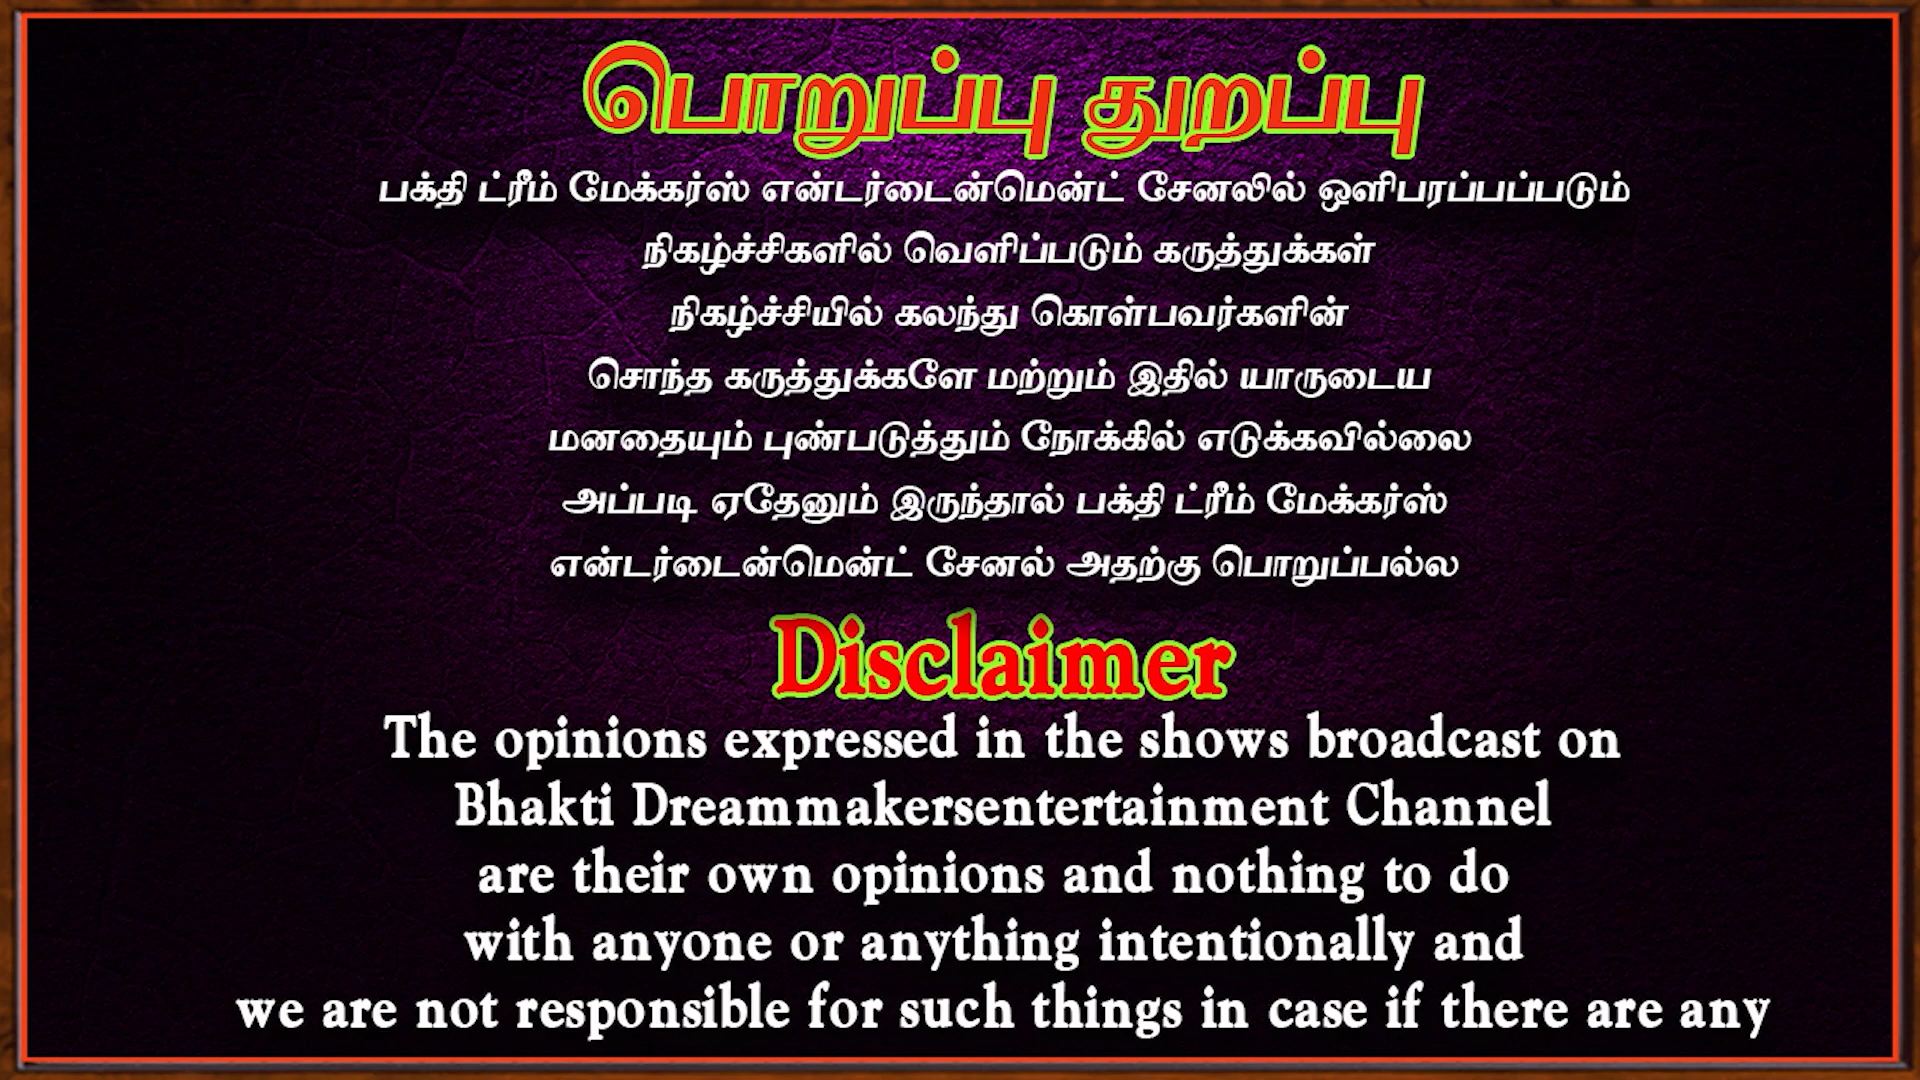 பொறுப்பு துறப்பு
பக்தி ட்ரீம் மேக்கர்ஸ் என்டர்டைன்மென்ட் சேனலில் ஒளிபரப்பப்படும்
நிகழ்ச்சிகளில் வெளிப்படும் கருத்துக்கள்
நிகழ்ச்சியில் கலந்து கொள்பவர்களின்
சொந்த கருத்துக்களே மற்றும் இதில் யாருடைய
மனதையும் புண்படுத்தும் நோக்கில் எடுக்கவில்லை
அப்படி ஏதேனும் இருந்தால் பக்தி ட்ரீம் மேக்கர்ஸ்
என்டர்டைன்மென்ட் சேனல் அதற்கு பொறுப்பல்ல
Disclaimer
The opinions expressed in the shows broadcast on
Bhakti Dreammakersentertainment Channel
are their own opinions and nothing to do
with anyone or anything intentionally and
we are not responsible for such things in case if there are any